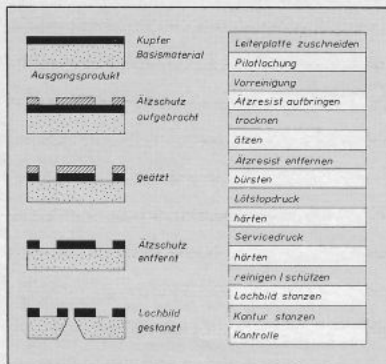 Kupfer
Basismaterial
Ausgangsprodukt
Ätzschutz
aufgebracht
geätzt
Ätzschutz
entfernt
Lochbild
gestanzt
Leiterplatte zuschneiden
Pilotlochung
Vorreinigung
Ätzresist aufbringen
trocknen
ätzen
Ätzresist entfernen
bürsten
Lötstopdruck
härten
Servicedruck
härten
reinigen / schützen
Lochbild stanzen
Kontur stanzen
Kontrolle